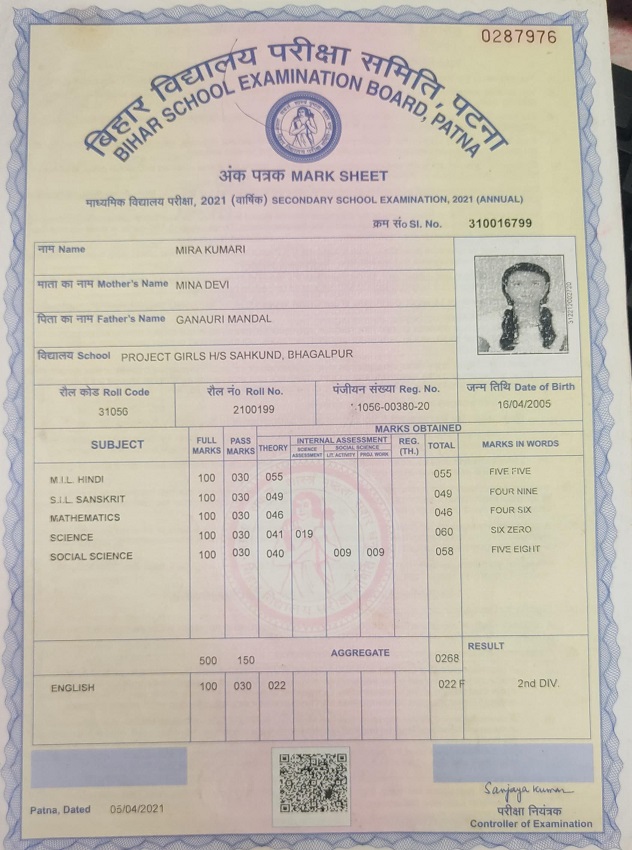 0287976
बिहार विद्यालय परीक्षा समिति, पटना
BIHAR SCHOOL EXAMINATION BOARD, PATNA
अंक पत्रक MARK SHEET
माध्यमिक विद्यालय परीक्षा, 2021 (वार्षिक) SECONDARY SCHOOL EXAMINATION, 2021 (ANNUAL)
क्रम सं० Sl. No. 310016799
नाम Name MIRA KUMARI
माता का नाम Mother's Name MINA DEVI
पिता का नाम Father's Name GANAURI MANDAL
विद्यालय School PROJECT GIRLS H/S SAHKUND, BHAGALPUR
रौल कोड Roll Code रौल नं० Roll No. पंजीयन संख्या Reg. No. जन्म तिथि Date of Birth
31056 2100199 1056-00380-20 16/04/2005
MARKS OBTAINED
SUBJECT FULL MARKS PASS MARKS THEORY INTERNAL ASSESSMENT REG. (TH.) TOTAL MARKS IN WORDS
SCIENCE ASSESSMENT SOCIAL SCIENCE LIT. ACTIVITY PROJ. WORK
M.I.L. HINDI 100 030 055 055 FIVE FIVE
S.I.L. SANSKRIT 100 030 049 049 FOUR NINE
MATHEMATICS 100 030 046 046 FOUR SIX
SCIENCE 100 030 041 019 060 SIX ZERO
SOCIAL SCIENCE 100 030 040 009 009 058 FIVE EIGHT
500 150 AGGREGATE 0268 RESULT
ENGLISH 100 030 022 022 F 2nd DIV.
Patna, Dated 05/04/2021
Sanjaya Kumar
परीक्षा नियंत्रक
Controller of Examination